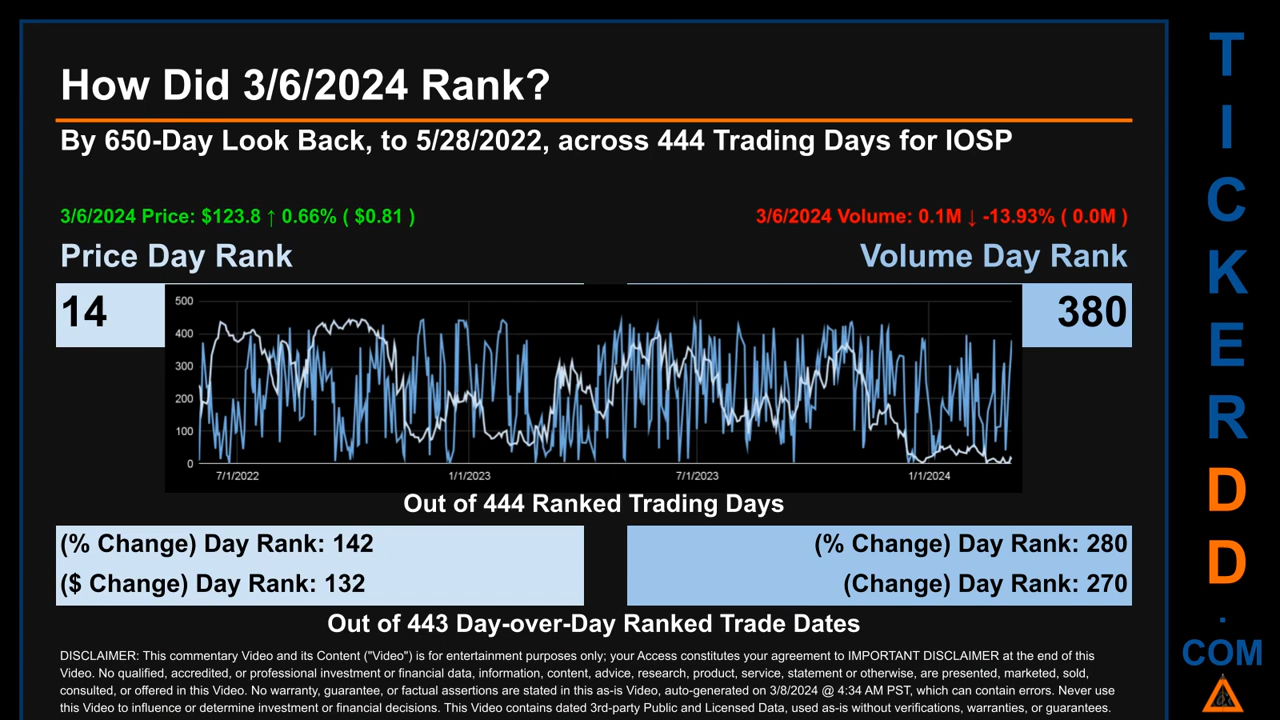 How Did 3/6/2024 Rank?
By 650-Day Look Back, to 5/28/2022, across 444 Trading Days for IOSP
3/6/2024 Price: $123.8 ↑ 0.66% ( $0.81 )
3/6/2024 Volume: 0.1M ↓ -13.93% ( 0.0M )
Price Day Rank
Volume Day Rank
14
380
500
400
300
200
100
0
7/1/2022
1/1/2023
7/1/2023
1/1/2024
Out of 444 Ranked Trading Days
(% Change) Day Rank: 142
($ Change) Day Rank: 132
(% Change) Day Rank: 280
(Change) Day Rank: 270
Out of 443 Day-over-Day Ranked Trade Dates
DISCLAIMER: This commentary Video and its Content ("Video") is for entertainment purposes only; your Access constitutes your agreement to IMPORTANT DISCLAIMER at the end of this
Video. No qualified, accredited, or professional investment or financial data, information, content, advice, research, product, service, statement or otherwise, are presented, marketed, sold,
consulted, or offered in this Video. No warranty, guarantee, or factual assertions are stated in this as-is Video, auto-generated on 3/8/2024 @ 4:34 AM PST, which can contain errors. Never use
this Video to influence or determine investment or financial decisions. This Video contains dated 3rd-party Public and Licensed Data, used as-is without verifications, warranties, or guarantees.
T
I
C
K
E
R
D
D
.
COM